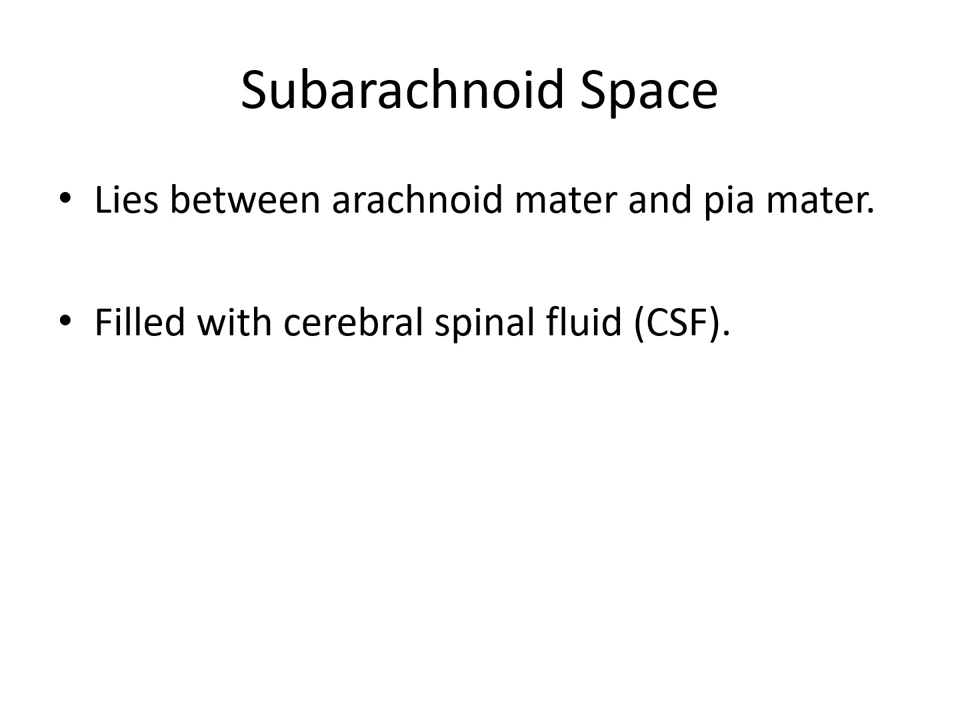 Subarachnoid Space
• Lies between arachnoid mater and pia mater.
• Filled with cerebral spinal fluid (CSF).